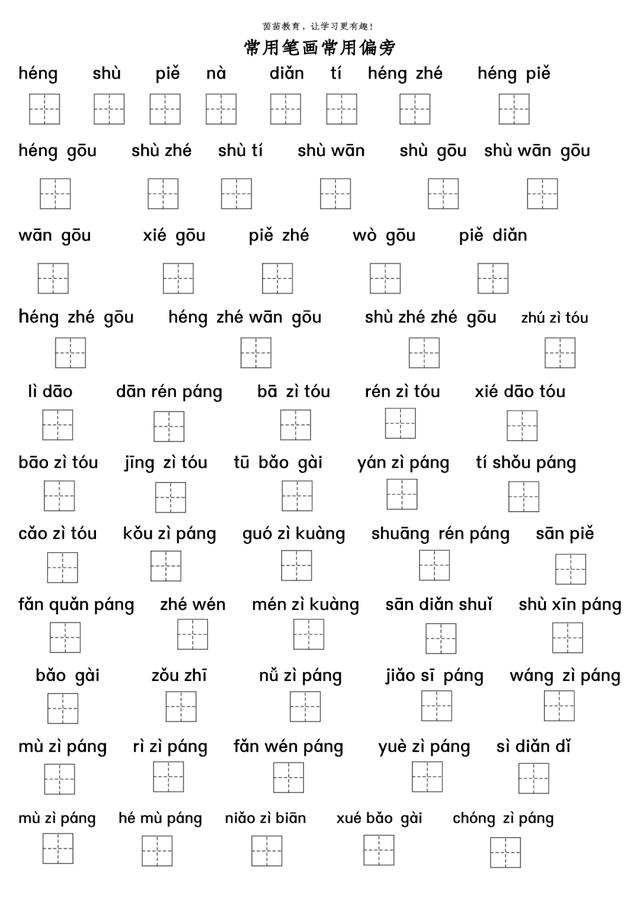 茵苗教育，让学习更有趣！
常用笔画常用偏旁
héng shù piě nà diǎn tí héng zhé héng piě
héng gōu shù zhé shù tí shù wān shù gōu shù wān gōu
wān gōu xié gōu piě zhé wò gōu piě diǎn
héng zhé gōu héng zhé wān gōu shù zhé zhé gōu zhú zì tóu
lì dāo dān rén páng bā zì tóu rén zì tóu xié dāo tóu
bāo zì tóu jīng zì tóu tū bǎo gài yán zì páng tí shǒu páng
cǎo zì tóu kǒu zì páng guó zì kuàng shuāng rén páng sān piě
fǎn quǎn páng zhé wén mén zì kuàng sān diǎn shuǐ shù xīn páng
bǎo gài zǒu zhī nǚ zì páng jiǎo sī páng wáng zì páng
mù zì páng rì zì páng fǎn wén páng yuè zì páng sì diǎn dǐ
mù zì páng hé mù páng niǎo zì biān xué bǎo gài chóng zì páng